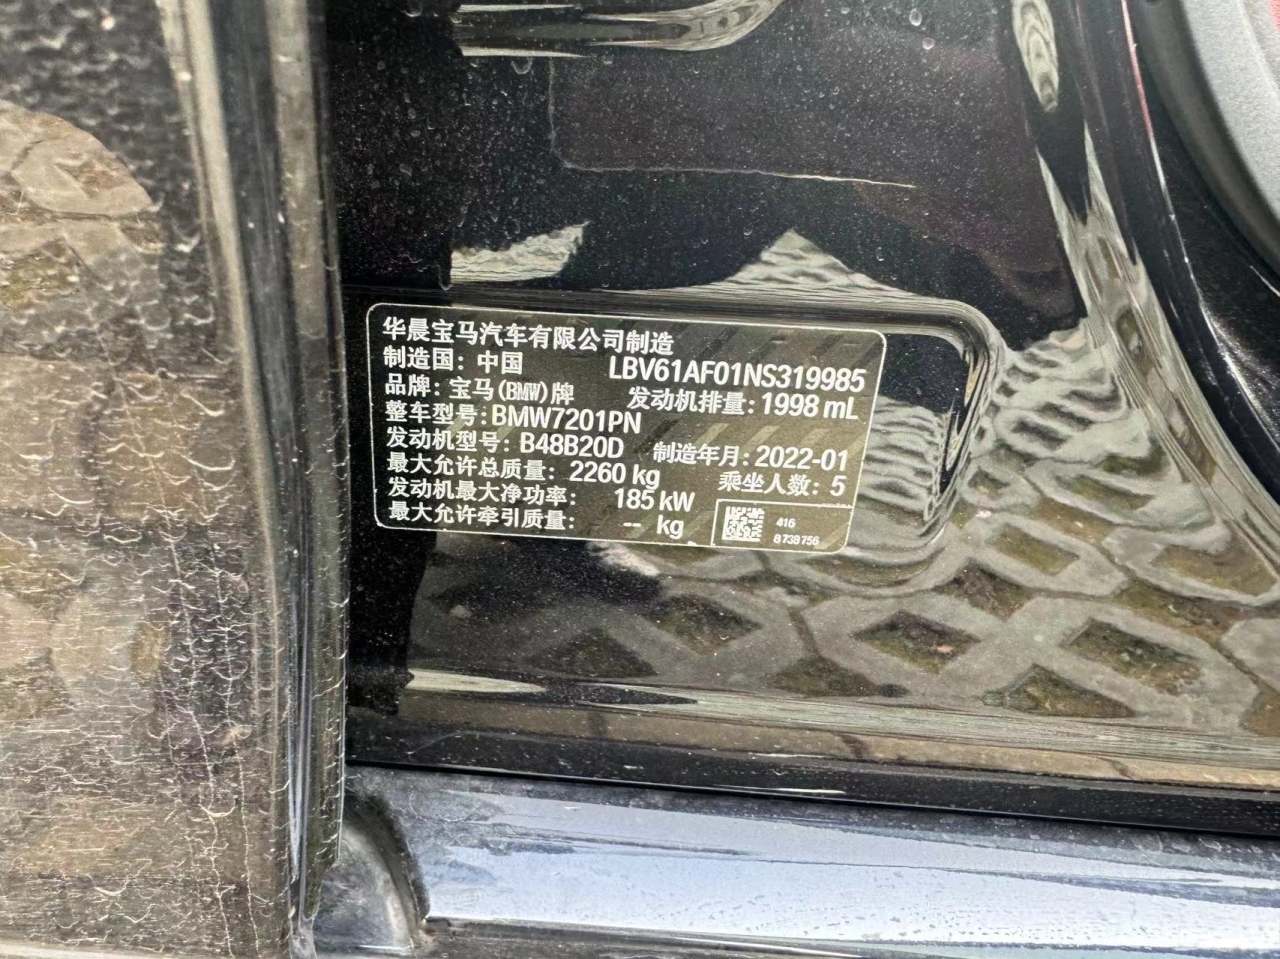 华晨宝马汽车有限公司制造
制造国: 中国 LBV61AF01NS319985
品牌: 宝马(BMW)牌 发动机排量: 1998 mL
整车型号: BMW7201PN
发动机型号: B48B20D 制造年月: 2022-01
最大允许总质量: 2260 kg 乘坐人数: 5
发动机最大净功率: 185 kW
最大允许牵引质量: -- kg
416
8738756